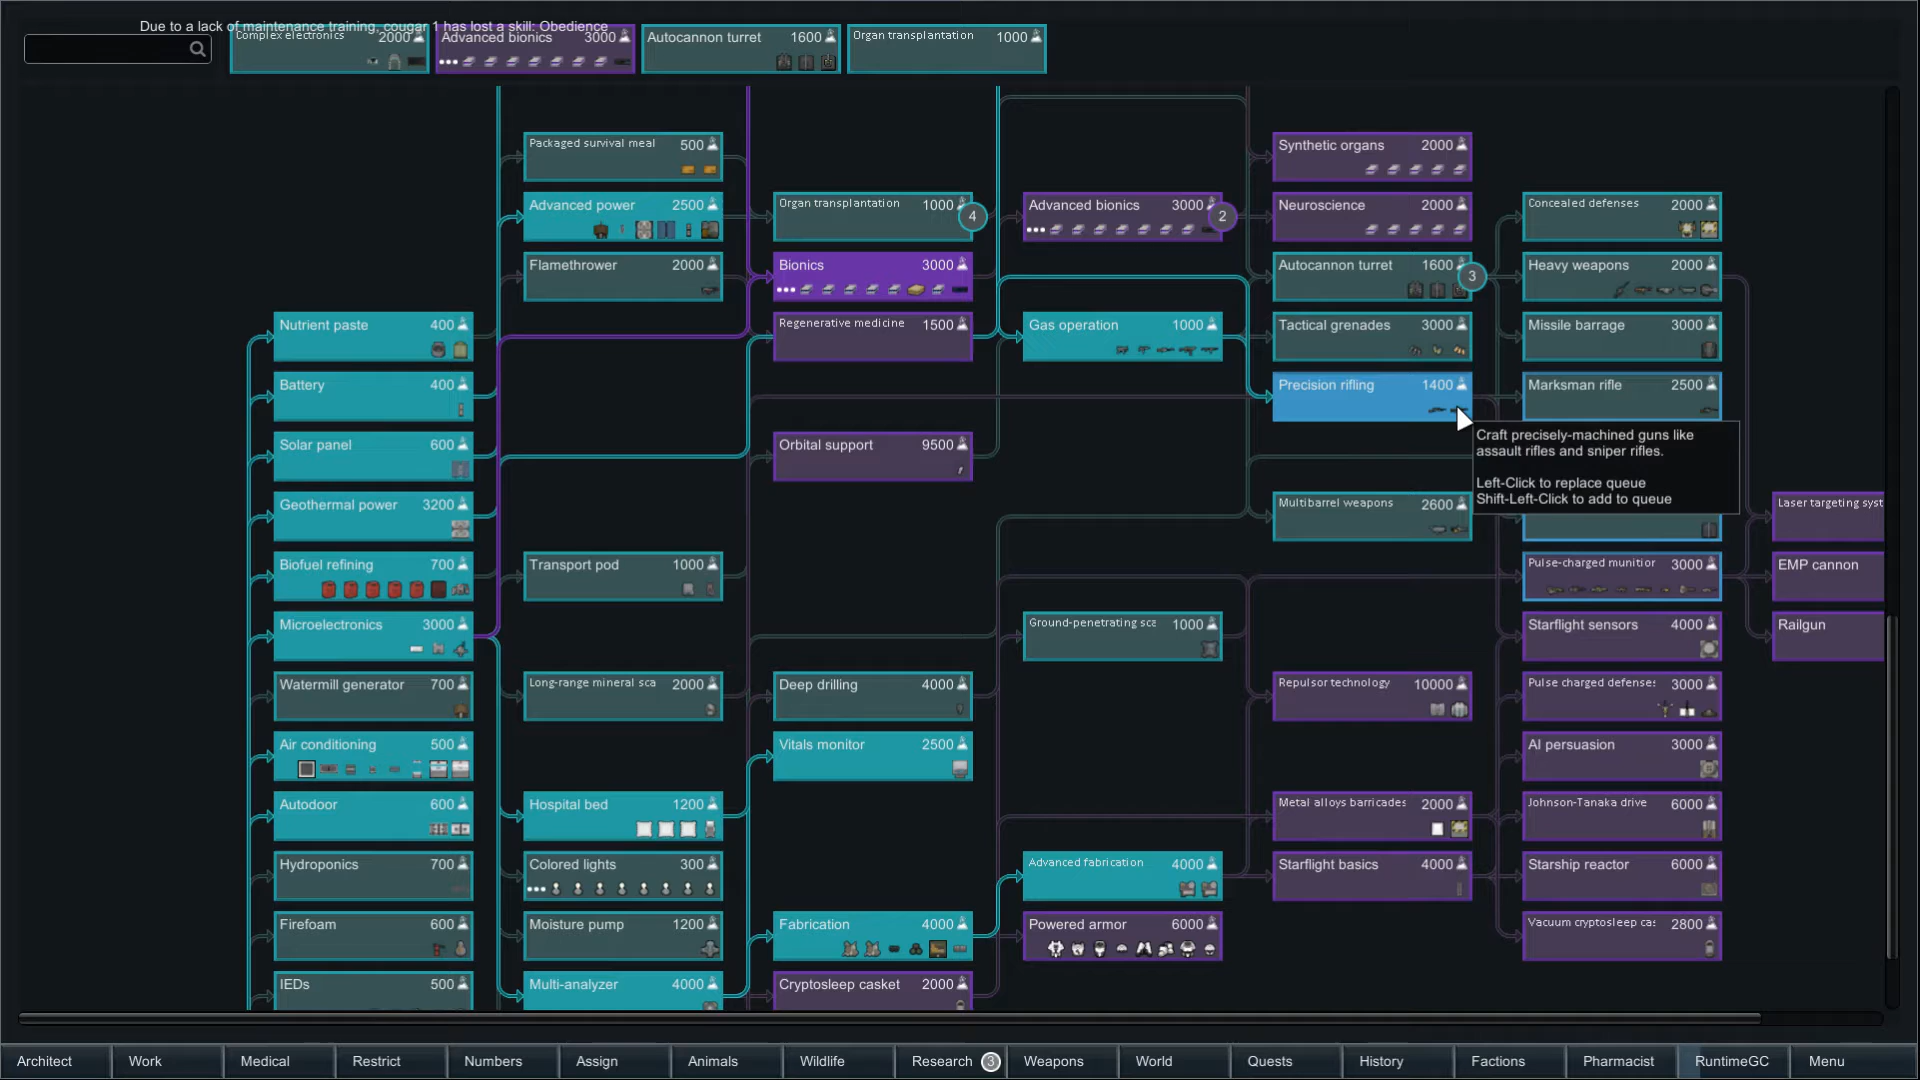 Due to a lack of maintenance training, cougar 1 has lost a skill: Obedience
Complex electronics 2000
Advanced bionics 3000
Autocannon turret 1600
Organ transplantation 1000
Packaged survival meal 500
Synthetic organs 2000
Advanced power 2500
Organ transplantation 1000 4
Advanced bionics 3000 2
Neuroscience 2000
Concealed defenses 2000
Flamethrower 2000
Bionics 3000
Autocannon turret 1600 3
Heavy weapons 2000
Nutrient paste 400
Regenerative medicine 1500
Gas operation 1000
Tactical grenades 3000
Missile barrage 3000
Battery 400
Precision rifling 1400
Marksman rifle 2500
Craft precisely-machined guns like
assault rifles and sniper rifles.
Left-Click to replace queue
Shift-Left-Click to add to queue
Solar panel 600
Orbital support 9500
Geothermal power 3200
Multibarrel weapons 2600
Laser targeting syst
Biofuel refining 700
Transport pod 1000
Pulse-charged munitior 3000
EMP cannon
Microelectronics 3000
Ground-penetrating sca 1000
Starflight sensors 4000
Railgun
Watermill generator 700
Long-range mineral sca 2000
Deep drilling 4000
Repulsor technology 10000
Pulse charged defense: 3000
Air conditioning 500
Vitals monitor 2500
AI persuasion 3000
Autodoor 600
Hospital bed 1200
Metal alloys barricades 2000
Johnson-Tanaka drive 6000
Hydroponics 700
Colored lights 300
Advanced fabrication 4000
Starflight basics 4000
Starship reactor 6000
Firefoam 600
Moisture pump 1200
Fabrication 4000
Powered armor 6000
Vacuum cryptosleep ca: 2800
IEDs 500
Multi-analyzer 4000
Cryptosleep casket 2000
Architect Work Medical Restrict Numbers Assign Animals Wildlife Research 3 Weapons World Quests History Factions Pharmacist RuntimeGC Menu